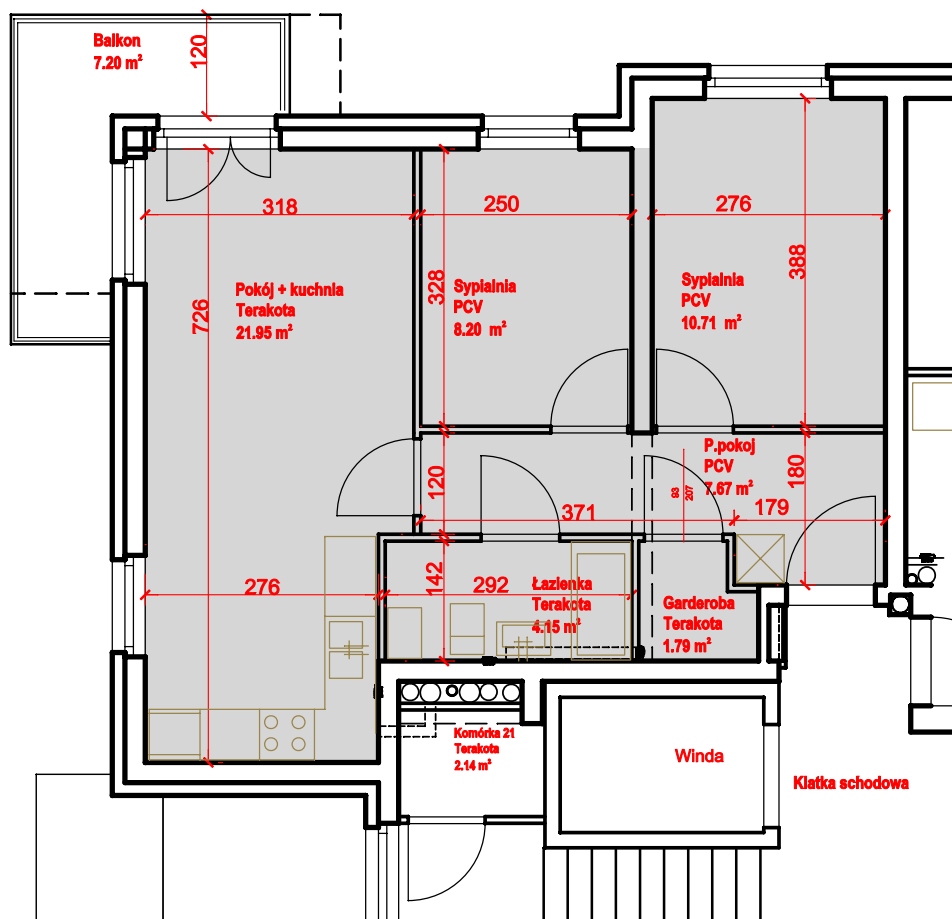 Balkon
7.20 m²
120
318
250
276
726
328
388
Pokój + kuchnia
Terakota
21.95 m²
Sypialnia
PCV
8.20 m²
Sypialnia
PCV
10.71 m²
P.pokoj
PCV
7.67 m²
120
180
93
207
371
179
142
276
292
Łazienka
Terakota
4.15 m²
Garderoba
Terakota
1.79 m²
Komórka 21
Terakota
2.14 m²
Winda
Klatka schodowa